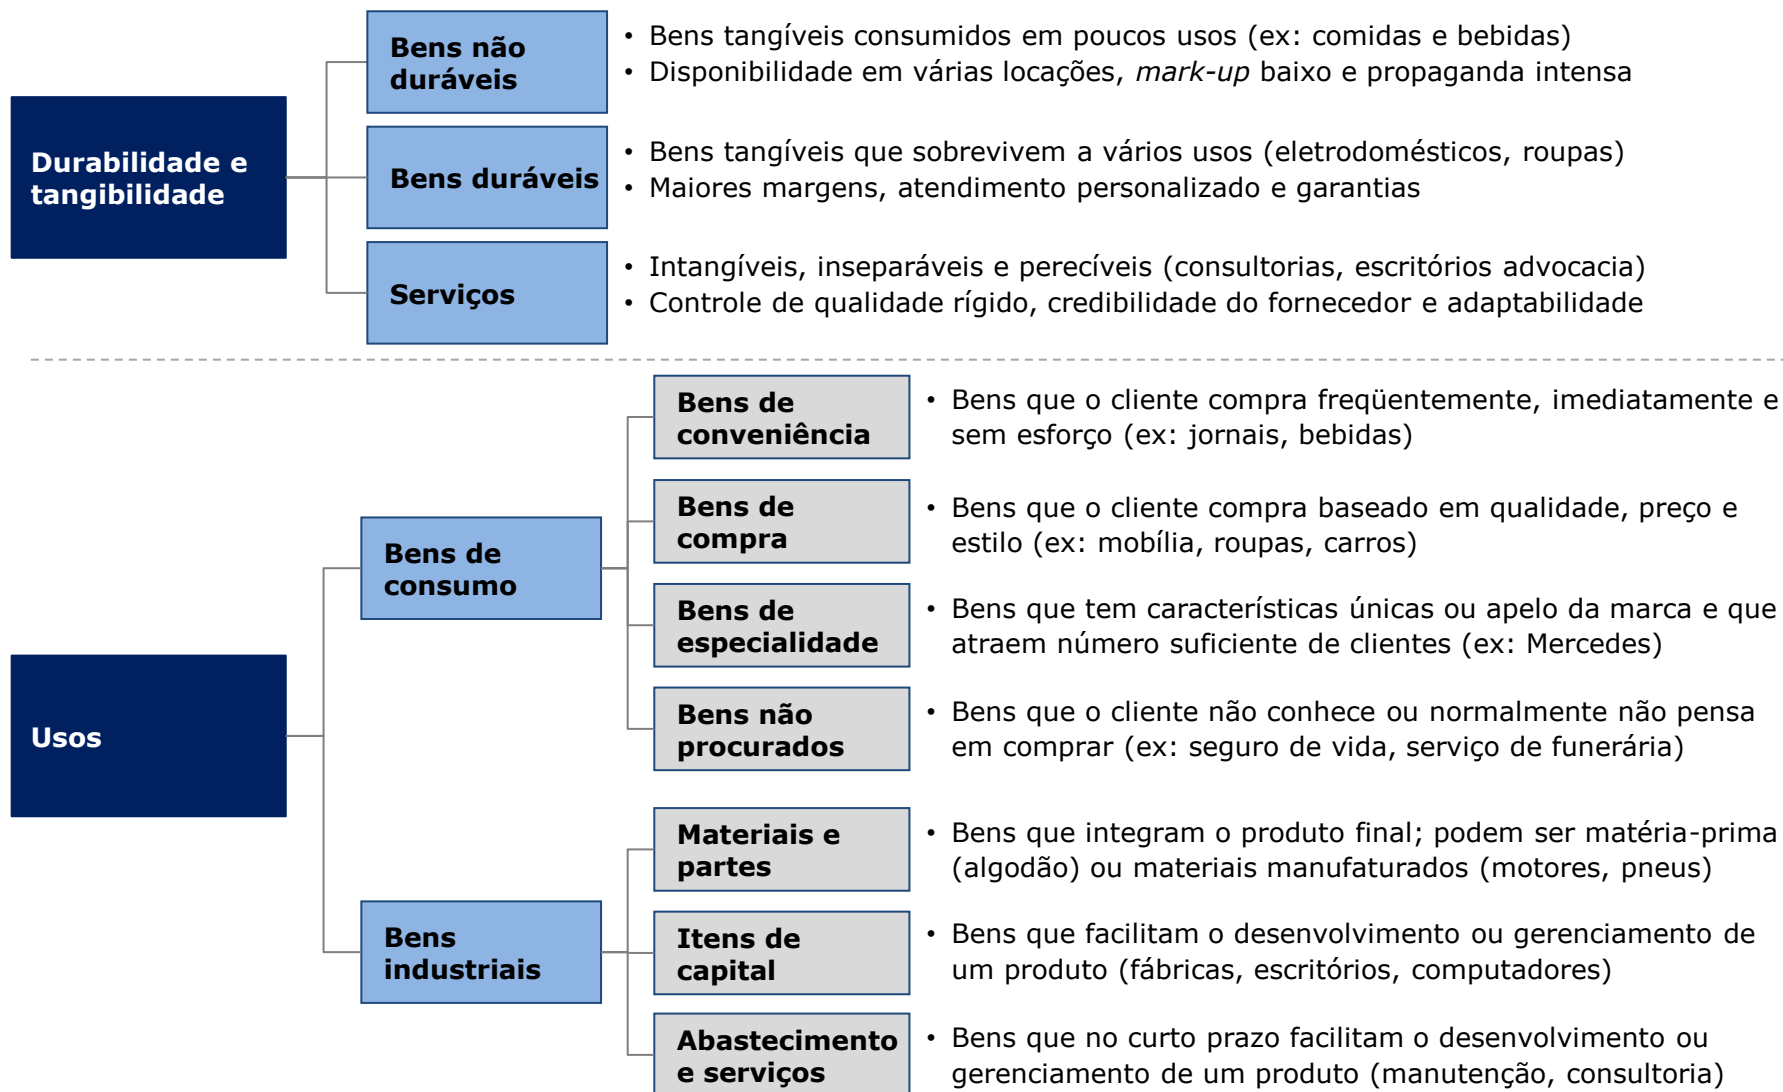 Durabilidade e
tangibilidade
Bens não
duráveis
• Bens tangíveis consumidos em poucos usos (ex: comidas e bebidas)
• Disponibilidade em várias locações, mark-up baixo e propaganda intensa
Bens duráveis
• Bens tangíveis que sobrevivem a vários usos (eletrodomésticos, roupas)
• Maiores margens, atendimento personalizado e garantias
Serviços
• Intangíveis, inseparáveis e perecíveis (consultorias, escritórios advocacia)
• Controle de qualidade rígido, credibilidade do fornecedor e adaptabilidade
Usos
Bens de
consumo
Bens de
conveniência
• Bens que o cliente compra freqüentemente, imediatamente e
sem esforço (ex: jornais, bebidas)
Bens de
compra
• Bens que o cliente compra baseado em qualidade, preço e
estilo (ex: mobília, roupas, carros)
Bens de
especialidade
• Bens que tem característícas únicas ou apelo da marca e que
atraem número suficiente de clientes (ex: Mercedes)
Bens não
procurados
• Bens que o cliente não conhece ou normalmente não pensa
em comprar (ex: seguro de vida, serviço de funerária)
Bens
industriais
Materiais e
partes
• Bens que integram o produto final; podem ser matéria-prima
(algodão) ou materiais manufaturados (motores, pneus)
Itens de
capital
• Bens que facilitam o desenvolvimento ou gerenciamento de
um produto (fábricas, escritórios, computadores)
Abastecimento
e serviços
• Bens que no curto prazo facilitam o desenvolvimento ou
gerenciamento de um produto (manutenção, consultoria)